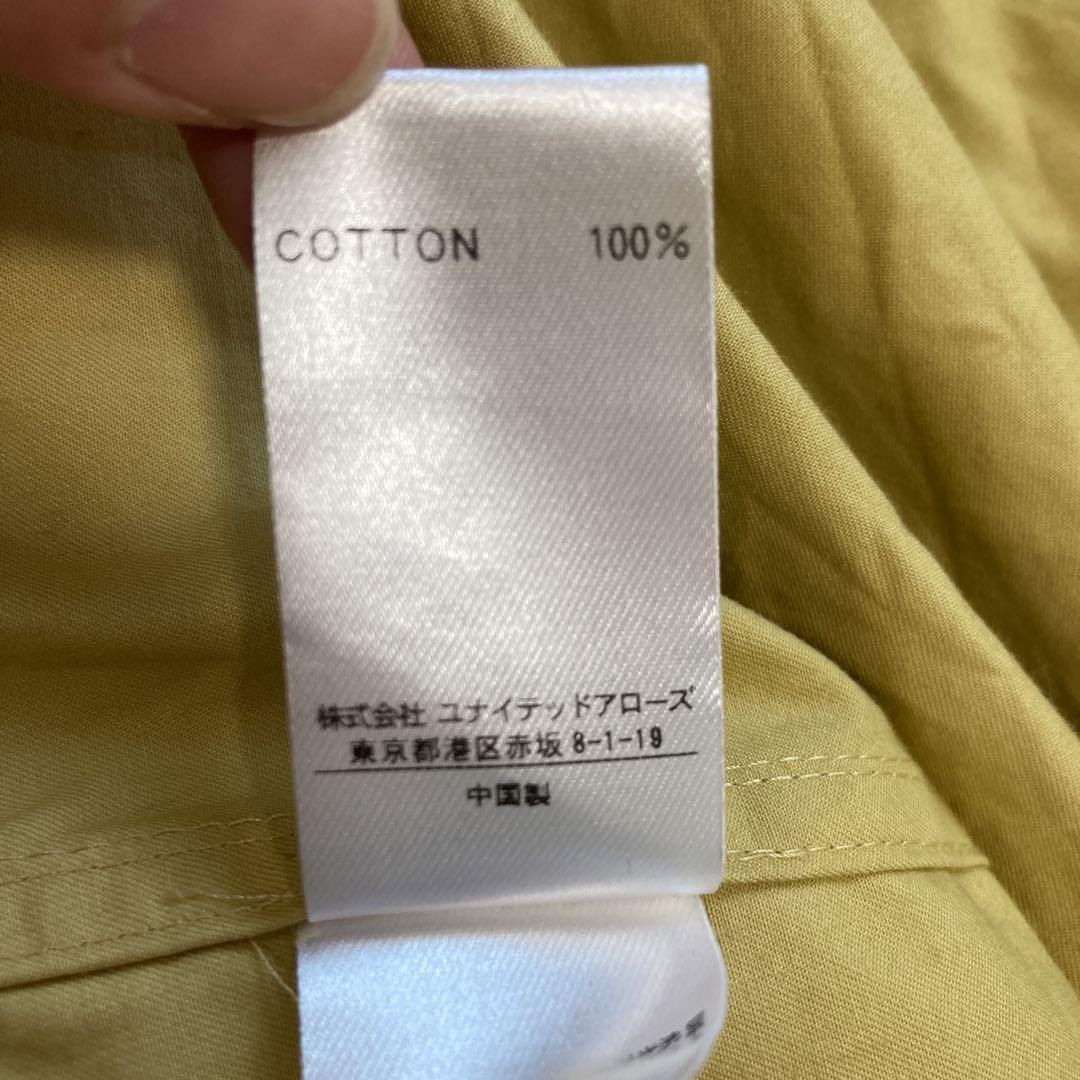 COTTON 100%
株式会社 ユナイテッドアローズ
東京都港区赤坂 8-1-19
中国製